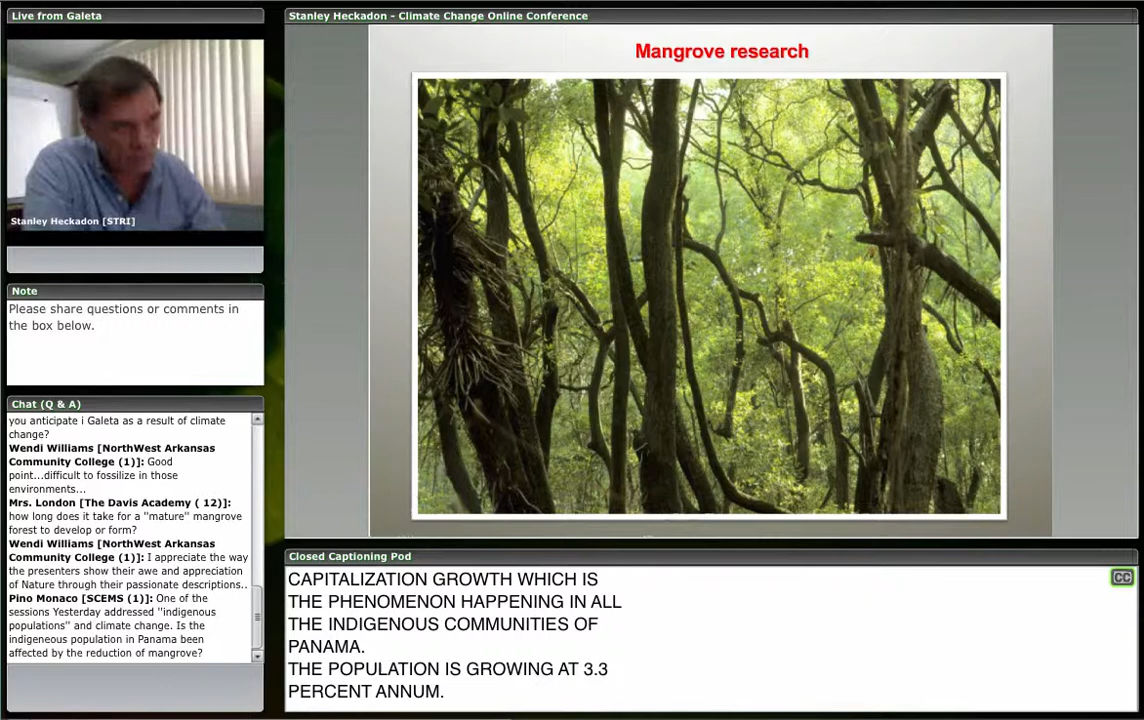 Live from Galeta
Stanley Heckadon [STRI]
Note
Please share questions or comments in
the box below.
Chat (Q & A)
you anticipate i Galeta as a result of climate
change?
Wendi Williams [NorthWest Arkansas
Community College (1)]: Good
point...difficult to fossilize in those
environments...
Mrs. London [The Davis Academy ( 12)]:
how long does it take for a "mature" mangrove
forest to develop or form?
Wendi Williams [NorthWest Arkansas
Community College (1)]: I appreciate the way
the presenters show their awe and appreciation
of Nature through their passionate descriptions..
Pino Monaco [SCEMS (1)]: One of the
sessions Yesterday addressed "indigenous
populations" and climate change. Is the
indigeneous population in Panama been
affected by the reduction of mangrove?
Stanley Heckadon - Climate Change Online Conference
Mangrove research
Closed Captioning Pod
CC
CAPITALIZATION GROWTH WHICH IS
THE PHENOMENON HAPPENING IN ALL
THE INDIGENOUS COMMUNITIES OF
PANAMA.
THE POPULATION IS GROWING AT 3.3
PERCENT ANNUM.